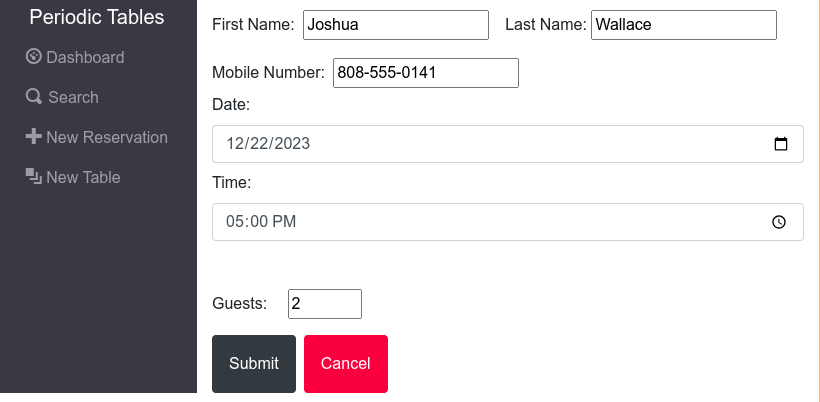 Periodic Tables
Dashboard
Search
New Reservation
New Table
First Name: Joshua Last Name: Wallace
Mobile Number: 808-555-0141
Date:
12/22/2023
Time:
05:00 PM
Guests: 2
Submit Cancel